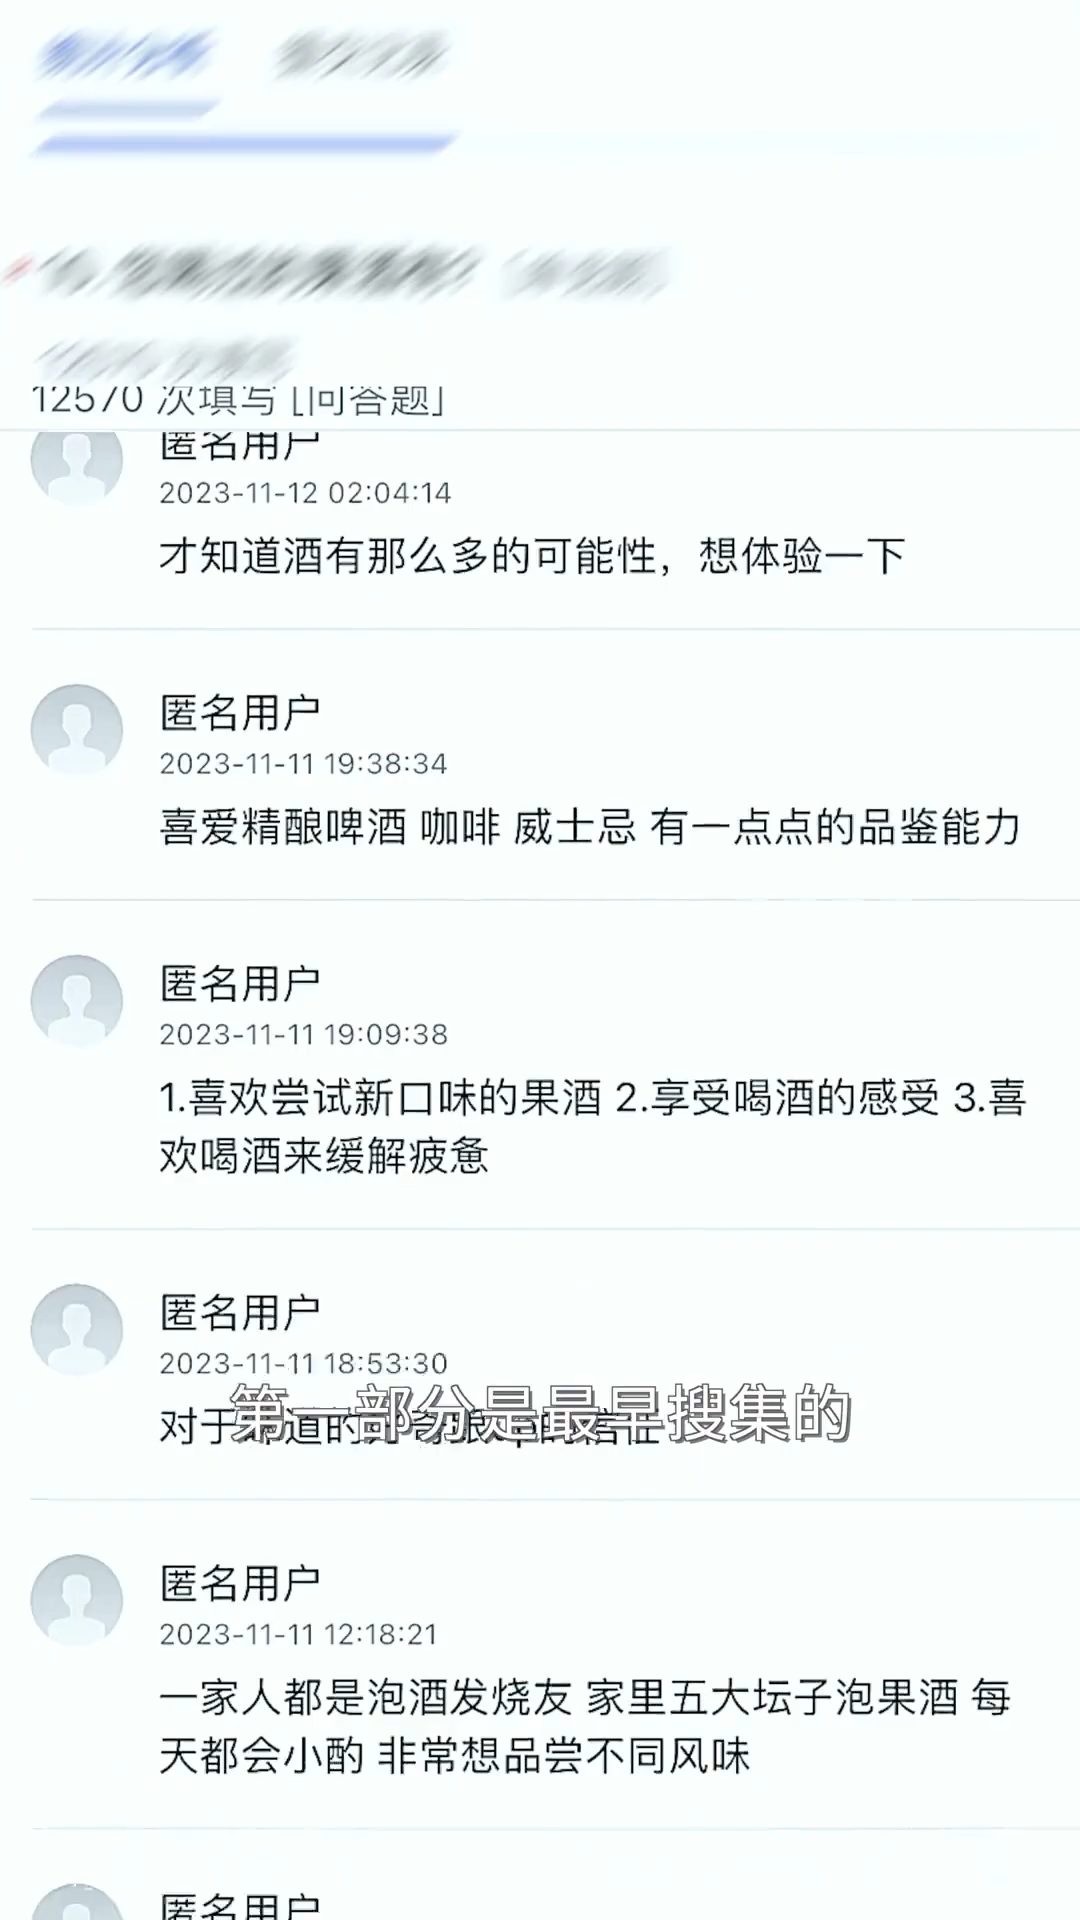 12570 次填写 [问答题]
匿名用户
2023-11-12 02:04:14
才知道酒有那么多的可能性，想体验一下
匿名用户
2023-11-11 19:38:34
喜爱精酿啤酒 咖啡 威士忌 有一点点的品鉴能力
匿名用户
2023-11-11 19:09:38
1.喜欢尝试新口味的果酒 2.享受喝酒的感受 3.喜
欢喝酒来缓解疲惫
匿名用户
2023-11-11 18:53:30
第一部分是最早搜集的
对于
匿名用户
2023-11-11 12:18:21
一家人都是泡酒发烧友 家里五大坛子泡果酒 每
天都会小酌 非常想品尝不同风味
匿名用户